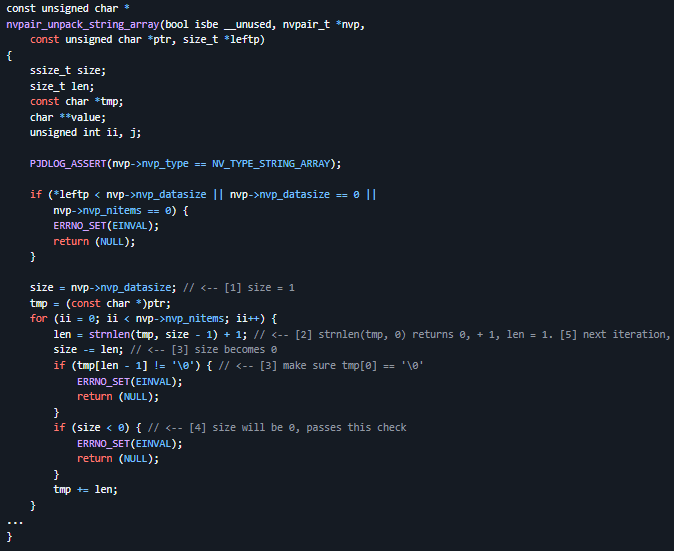 const unsigned char *
nvpair_unpack_string_array(bool isbe __unused, nvpair_t *nvp,
    const unsigned char *ptr, size_t *leftp)
{
    ssize_t size;
    size_t len;
    const char *tmp;
    char **value;
    unsigned int ii, j;

    PJDLOG_ASSERT(nvp->nvp_type == NV_TYPE_STRING_ARRAY);

    if (*leftp < nvp->nvp_datasize || nvp->nvp_datasize == 0 ||
        nvp->nvp_nitems == 0) {
        ERRNO_SET(EINVAL);
        return (NULL);
    }

    size = nvp->nvp_datasize; // <-- [1] size = 1
    tmp = (const char *)ptr;
    for (ii = 0; ii < nvp->nvp_nitems; ii++) {
        len = strnlen(tmp, size - 1) + 1; // <-- [2] strnlen(tmp, 0) returns 0, + 1, len = 1. [5] next iteration,
        size -= len; // <-- [3] size becomes 0
        if (tmp[len - 1] != '\0') { // <-- [3] make sure tmp[0] == '\0'
            ERRNO_SET(EINVAL);
            return (NULL);
        }
        if (size < 0) { // <-- [4] size will be 0, passes this check
            ERRNO_SET(EINVAL);
            return (NULL);
        }
        tmp += len;
    }
...
}